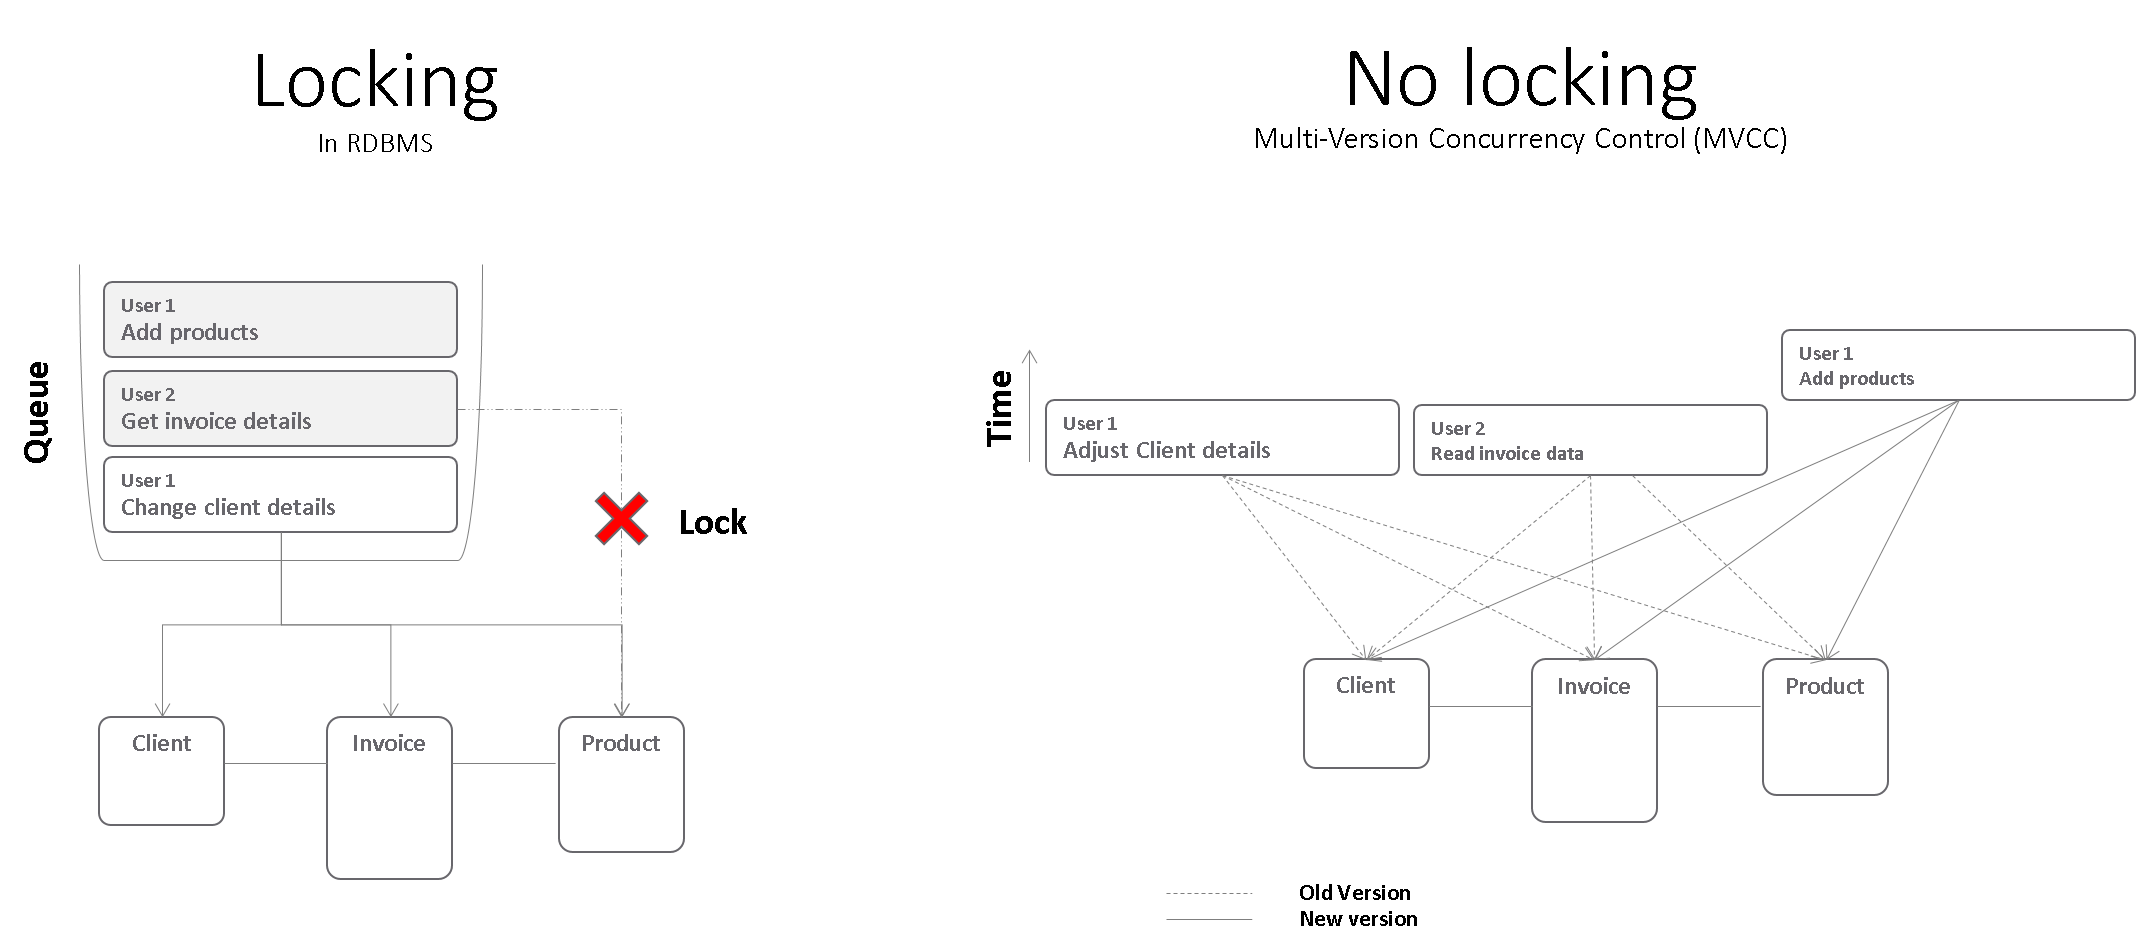 Locking
In RDBMS
Queue
User 1
Add products
User 2
Get invoice details
User 1
Change client details
Lock
Client
Invoice
Product
No locking
Multi-Version Concurrency Control (MVCC)
Time
User 1
Adjust Client details
User 2
Read invoice data
User 1
Add products
Client
Invoice
Product
Old Version
New version